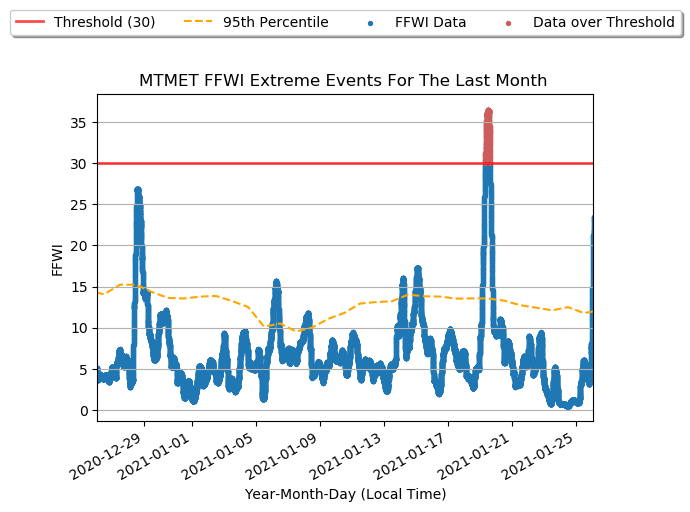 Threshold (30) 95th Percentile FFWI Data Data over Threshold
MTMET FFWI Extreme Events For The Last Month
FFWI
35
30
25
20
15
10
5
0
2020-12-29 2021-01-01 2021-01-05 2021-01-09 2021-01-13 2021-01-17 2021-01-21 2021-01-25
Year-Month-Day (Local Time)